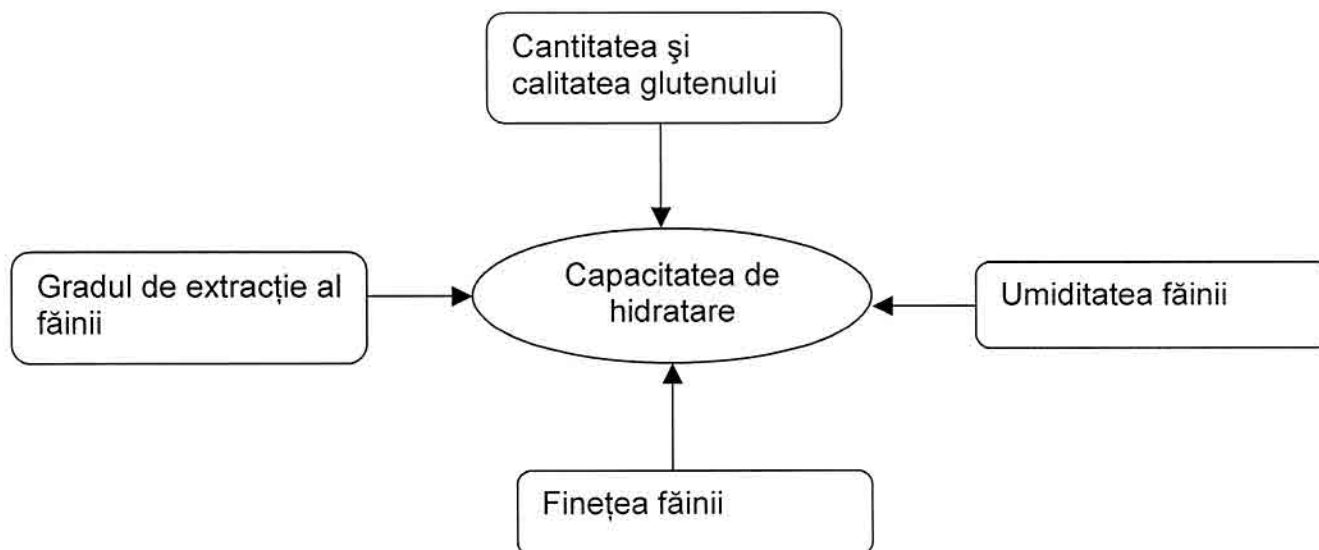 Cantitatea şi
calitatea glutenului
Gradul de extracție al
făinii
Capacitatea de
hidratare
Umiditatea făinii
Finețea făinii